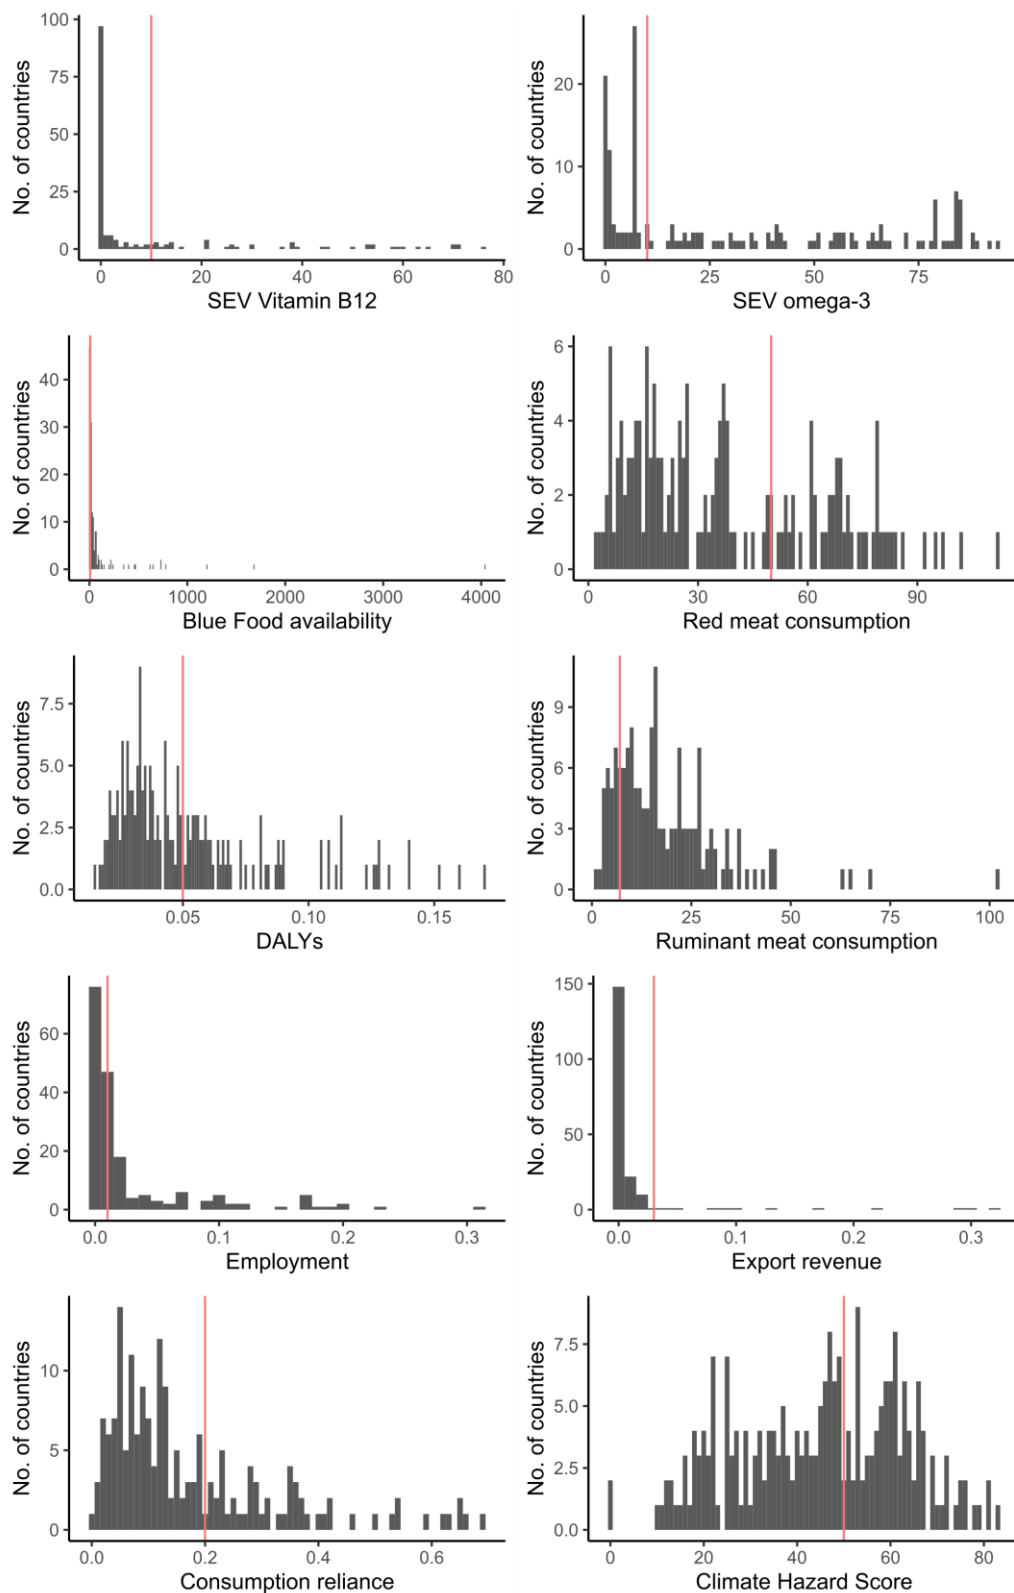 No. of countries
100
75
50
25
0
0 20 40 60 80
SEV Vitamin B12
No. of countries
20
10
0
0 25 50 75
SEV omega-3
No. of countries
40
30
20
10
0
0 1000 2000 3000 4000
Blue Food availability
No. of countries
6
4
2
0
0 30 60 90
Red meat consumption
No. of countries
7.5
5.0
2.5
0.0
0.05 0.10 0.15
DALYs
No. of countries
9
6
3
0
0 25 50 75 100
Ruminant meat consumption
No. of countries
60
40
20
0
0.0 0.1 0.2 0.3
Employment
No. of countries
150
100
50
0
0.0 0.1 0.2 0.3
Export revenue
No. of countries
10
5
0
0.0 0.2 0.4 0.6
Consumption reliance
No. of countries
7.5
5.0
2.5
0.0
0 20 40 60 80
Climate Hazard Score